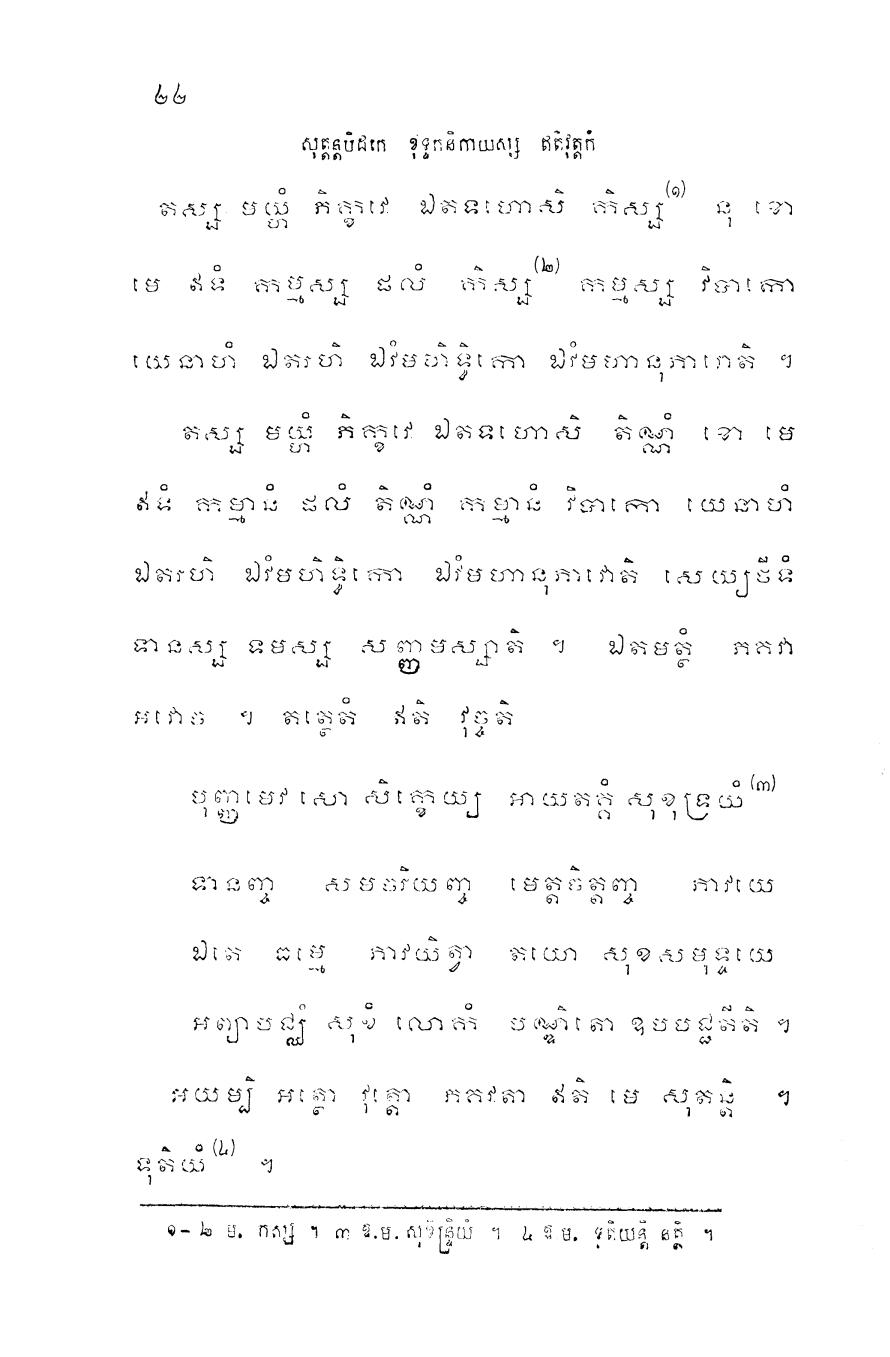 ៤៤
សុត្តន្តបិដកេ ខុទ្ទកនិកាយស្ស ឥតិវុត្តកំ
តស្ស មយ្ហំ ភិក្ខវេ ឯតទហោសិ កិស្ស(១) នុ ខោ
មេ ឥទំ កម្មស្ស ផលំ កិស្ស(២) កម្មស្ស វិបាកោ
យេនាហំ ឯតរហិ ឯវំមហិទ្ធិកោ ឯវំមហានុភាវោតិ ។
តស្ស មយ្ហំ ភិក្ខវេ ឯតទហោសិ តិណ្ណំ ខោ មេ
ឥទំ កម្មានំ ផលំ តិណ្ណំ កម្មានំ វិបាកោ យេនាហំ
ឯតរហិ ឯវំមហិទ្ធិកោ ឯវំមហានុភាវោតិ សេយ្យថីទំ
ទានស្ស ទមស្ស សញ្ញមស្សាតិ ។ ឯតមត្ថំ ភគវា
អវោច ។ តត្ថេតំ ឥតិ វុច្ចតិ
បុញ្ញមេវ សោ សិក្ខេយ្យ អាយតគ្គំ សុខុទ្រយំ(៣)
ទានញ្ច សមចរិយញ្ច មេត្តចិត្តញ្ច ភាវយេ
ឯតេ ធម្មេ ភាវយិត្វា តយោ សុខសមុទ្ទយេ
អព្យាបជ្ឈំ សុខំ លោកំ បណ្ឌិតោ ឧបបជ្ជតីតិ ។
អយម្បិ អត្ថោ វុត្តោ ភគវតា ឥតិ មេ សុតន្តិ ។
ទុតិយំ(៤) ។
១-២ ម. កស្ស ។ ៣ ឱ.ម. សុខិន្ទ្រិយំ ។ ៤ ឱ ម. ទុតិយន្តិ នត្ថិ ។